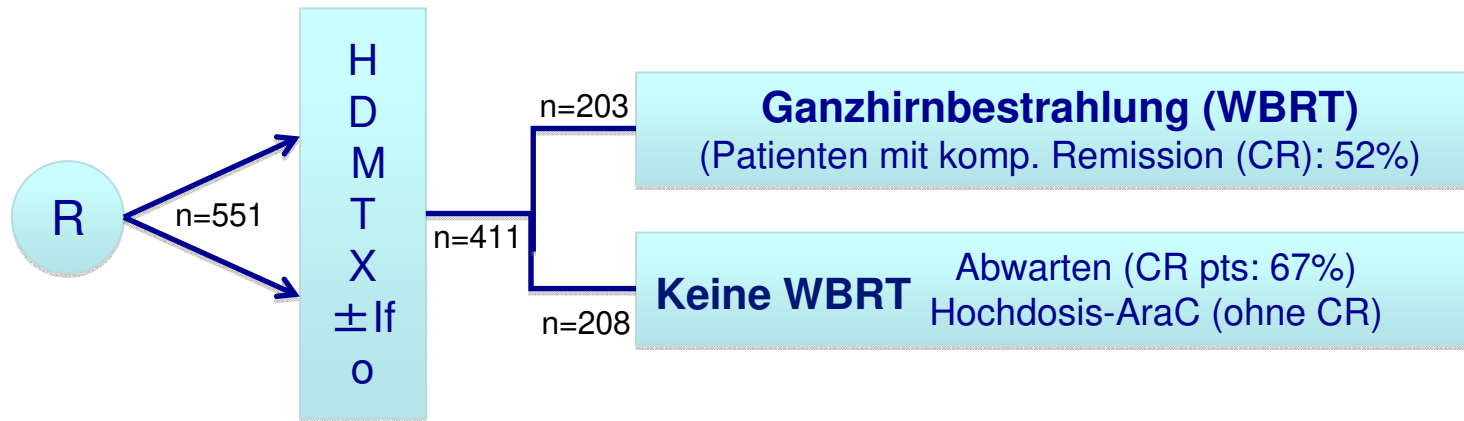 R
n=551
H
D
M
T
X
±If
o
n=411
n=203
Ganzhirnbestrahlung (WBRT)
(Patienten mit komp. Remission (CR): 52%)
n=208
Keine WBRT
Abwarten (CR pts: 67%)
Hochdosis-AraC (ohne CR)